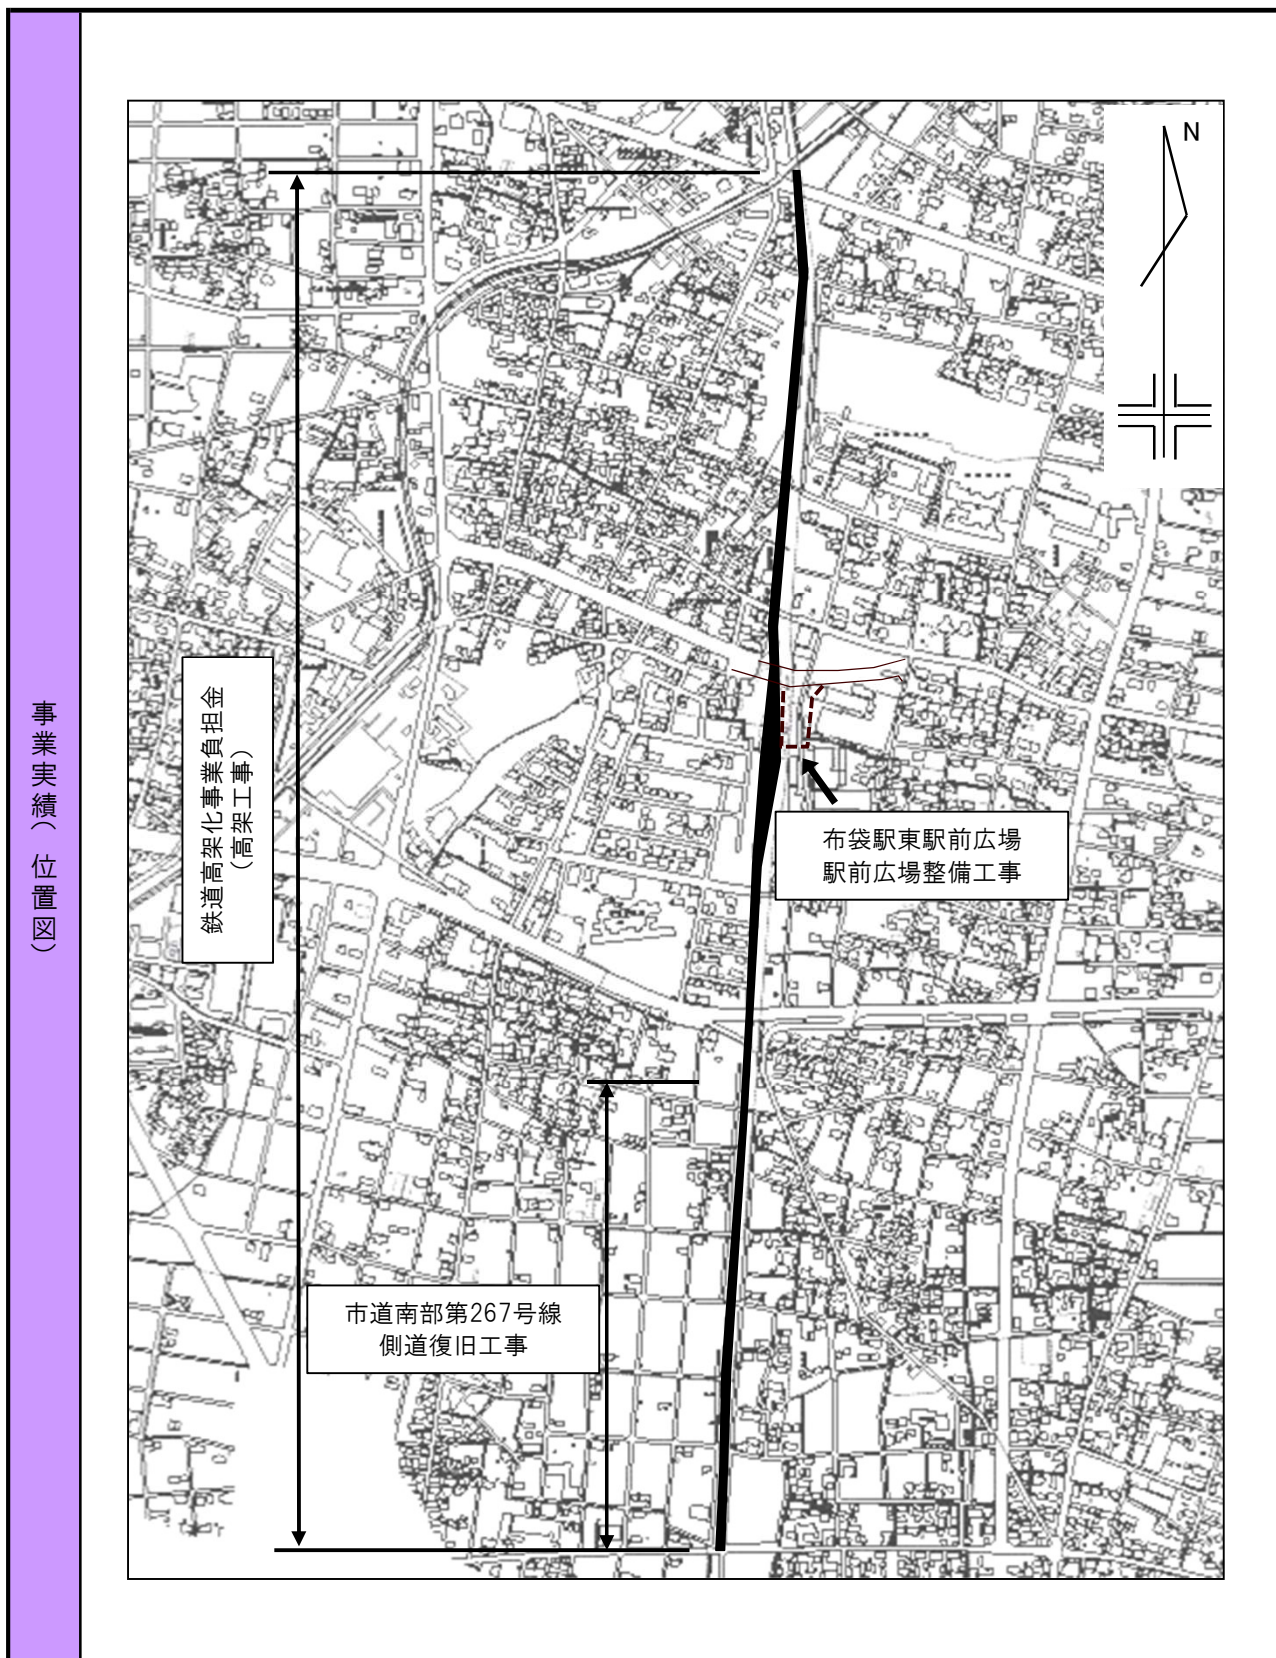 事業実績（位置図）
N
鉄道高架化事業負担金
（高架工事）
布袋駅東駅前広場
駅前広場整備工事
市道南部第267号線
側道復旧工事